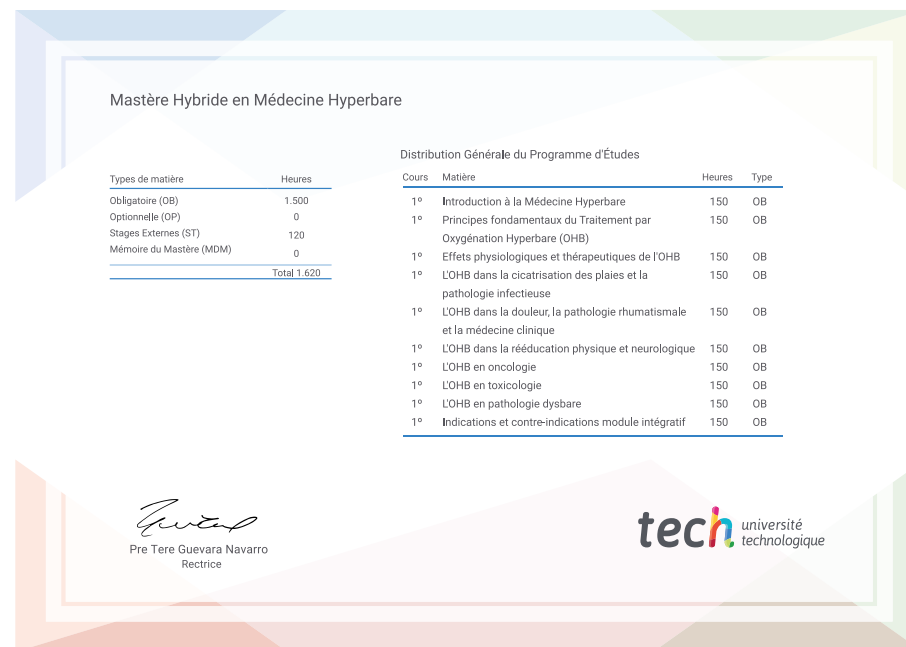 Mastère Hybride en Médecine Hyperbare
Types de matière Heures
Obligatoire (OB) 1.500
Optionnelle (OP) 0
Stages Externes (ST) 120
Mémoire du Mastère (MDM) 0
Total 1.620
Distribution Générale du Programme d'Études
Cours Matière Heures Type
1º Introduction à la Médecine Hyperbare 150 OB
1º Principes fondamentaux du Traitement par 150 OB
Oxygénation Hyperbare (OHB)
1º Effets physiologiques et thérapeutiques de l'OHB 150 OB
1º L'OHB dans la cicatrisation des plaies et la 150 OB
pathologie infectieuse
1º L'OHB dans la douleur, la pathologie rhumatismale 150 OB
et la médecine clinique
1º L'OHB dans la rééducation physique et neurologique 150 OB
1º L'OHB en oncologie 150 OB
1º L'OHB en toxicologie 150 OB
1º L'OHB en pathologie dysbare 150 OB
1º Indications et contre-indications module intégratif 150 OB
Pre Tere Guevara Navarro
Rectrice
tech université
technologique